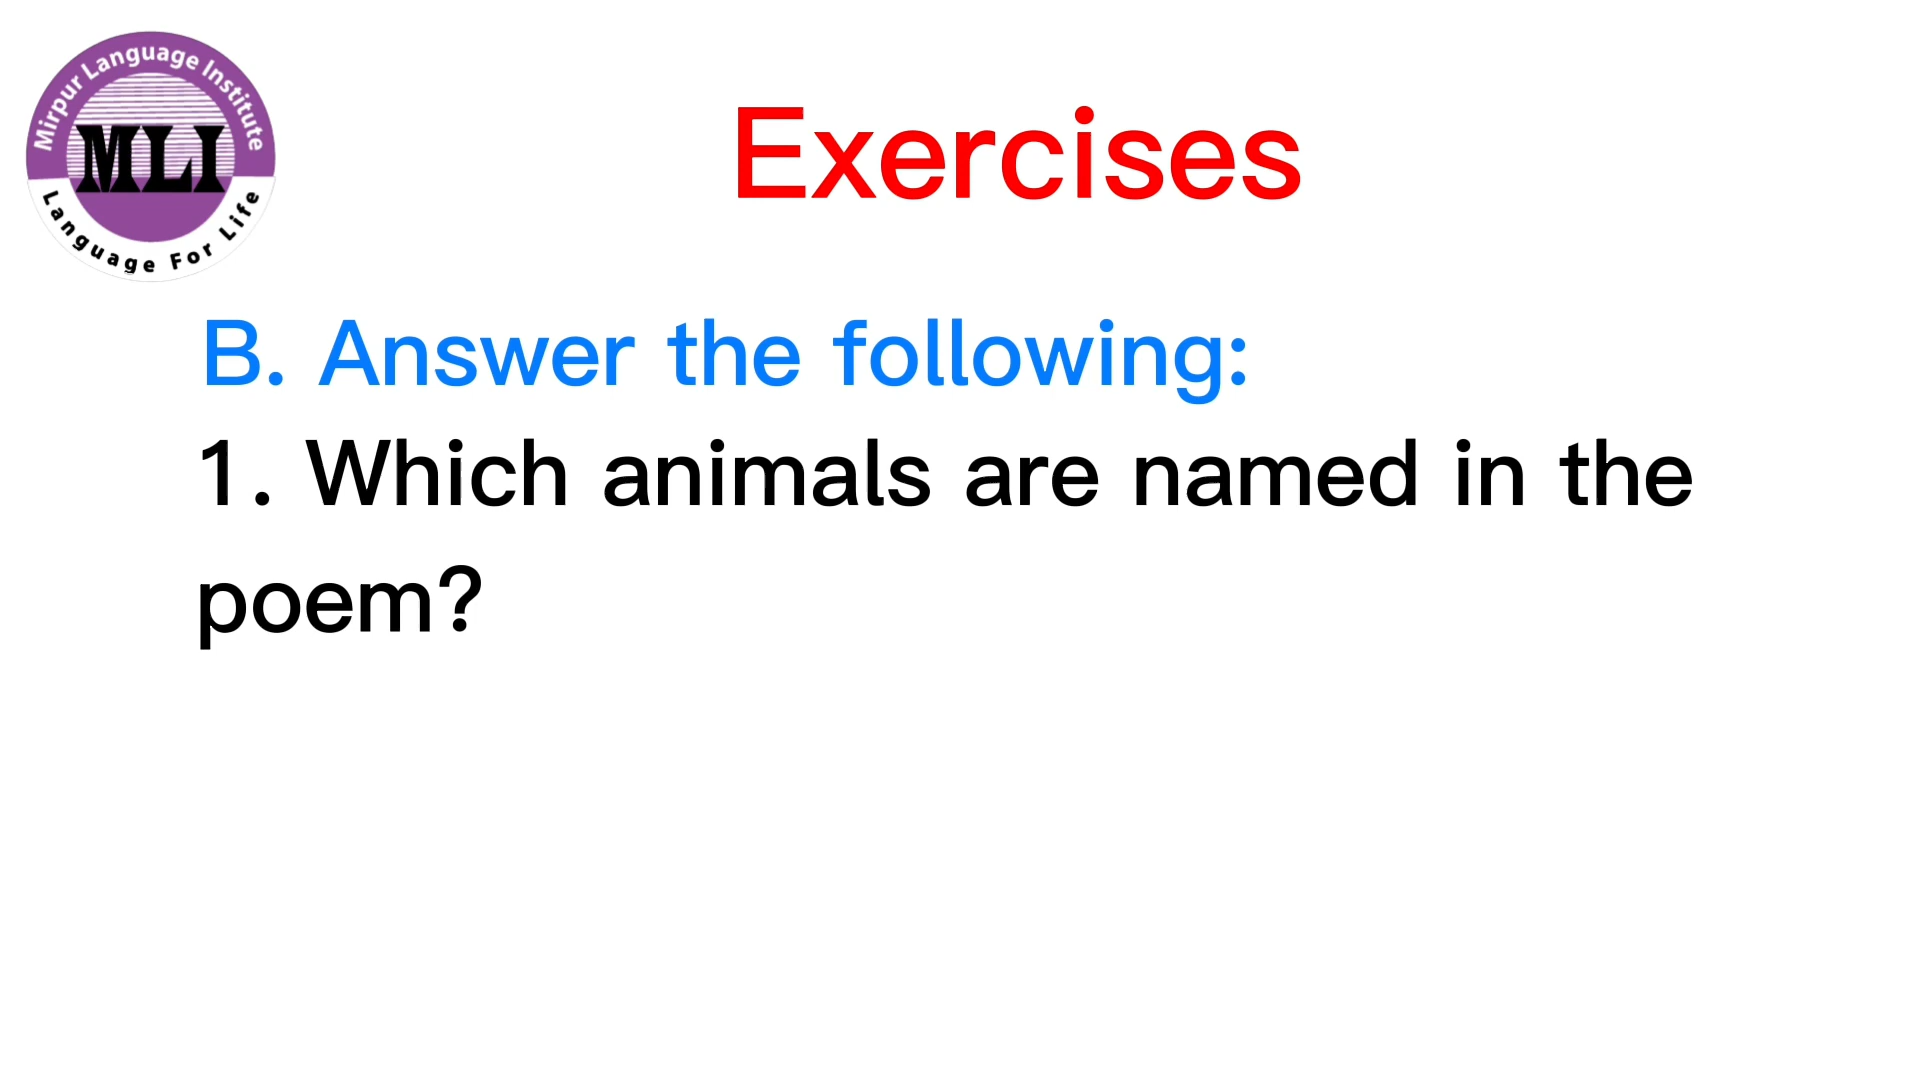 Mirpur Language Institute
MLI
Language For Life
Exercises
B. Answer the following:
1. Which animals are named in the
poem?